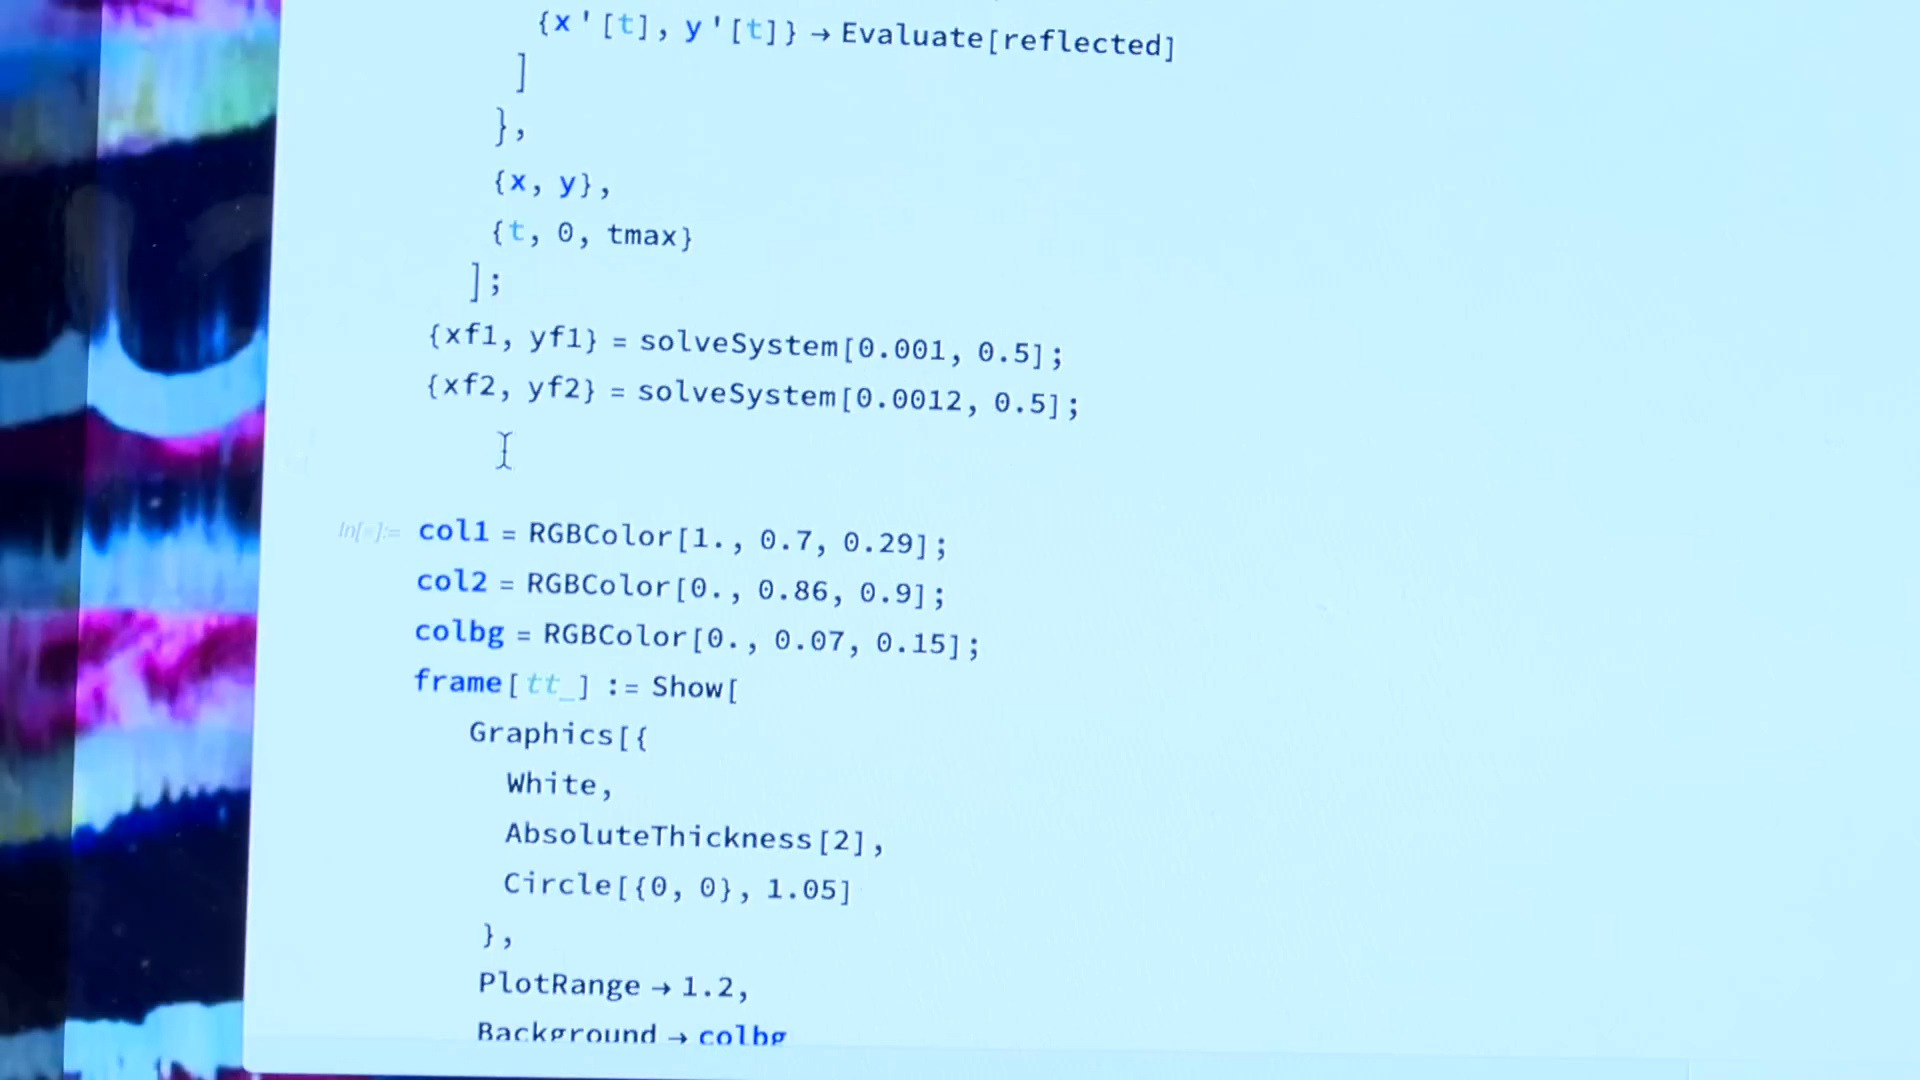 {x'[t], y'[t]} → Evaluate[reflected]
]
},
{x, y},
{t, 0, tmax}
];
{xf1, yf1} = solveSystem[0.001, 0.5];
{xf2, yf2} = solveSystem[0.0012, 0.5];
In[◦]:= col1 = RGBColor[1., 0.7, 0.29];
col2 = RGBColor[0., 0.86, 0.9];
colbg = RGBColor[0., 0.07, 0.15];
frame[tt_] := Show[
Graphics[{
White,
AbsoluteThickness[2],
Circle[{0, 0}, 1.05]
},
PlotRange → 1.2,
Background → colbg